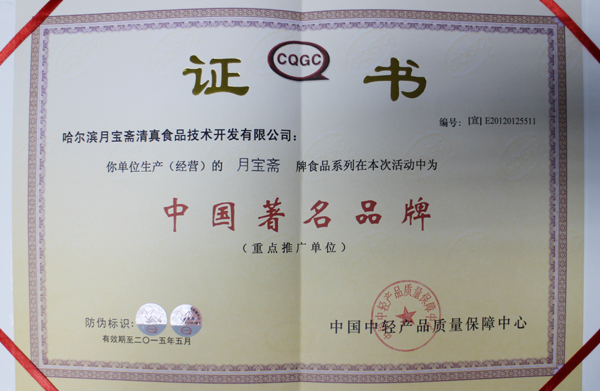 CQGC
证书
编号：[宣] E20120125511
哈尔滨月宝斋清真食品技术开发有限公司：
你单位生产（经营）的 月宝斋 牌食品系列在本次活动中为
中国著名品牌
（重点推广单位）
防伪标识：
有效期至二〇一五年五月
中国中轻产品质量保障中心